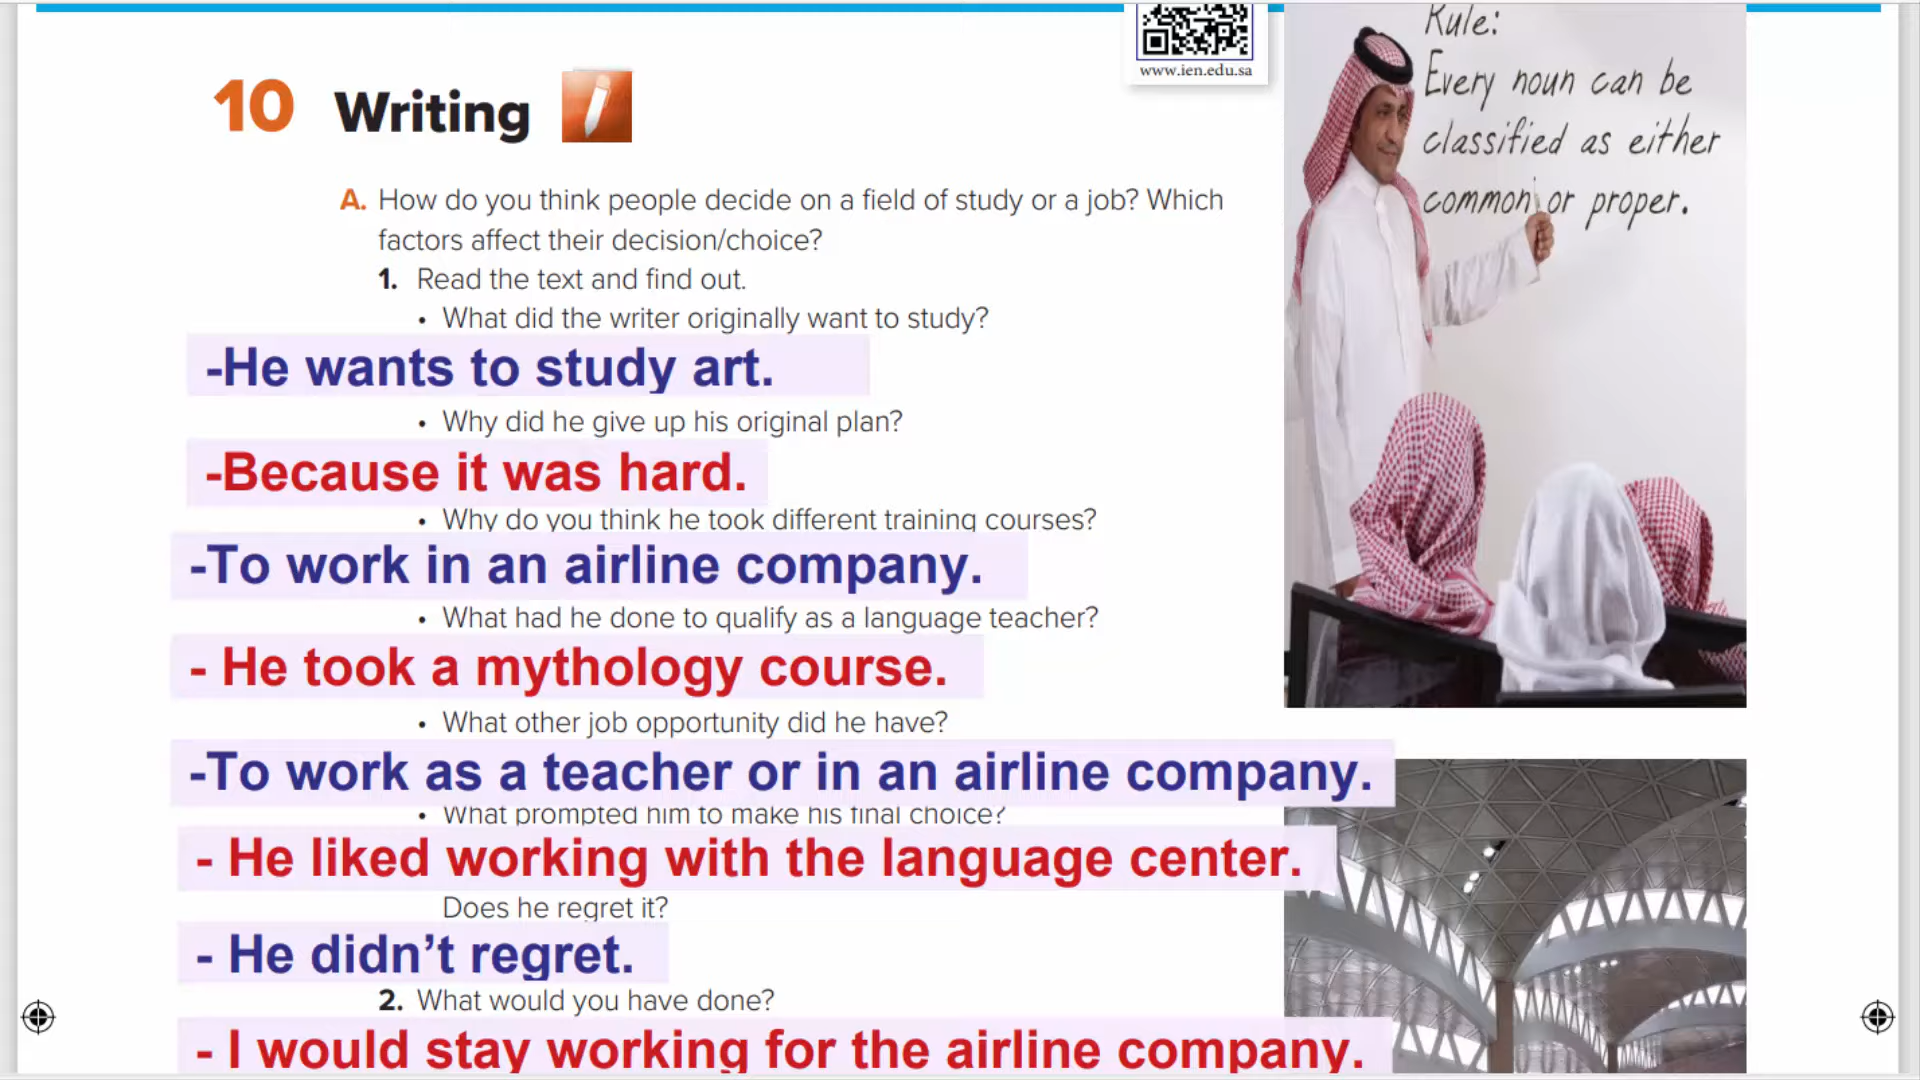 www.ien.edu.sa
Rule:
Every noun can be
classified as either
common or proper.
10 Writing
A. How do you think people decide on a field of study or a job? Which
factors affect their decision/choice?
1. Read the text and find out.
• What did the writer originally want to study?
-He wants to study art.
• Why did he give up his original plan?
-Because it was hard.
• Why do you think he took different training courses?
-To work in an airline company.
• What had he done to qualify as a language teacher?
- He took a mythology course.
• What other job opportunity did he have?
-To work as a teacher or in an airline company.
• What prompted him to make his final choice?
- He liked working with the language center.
Does he regret it?
- He didn’t regret.
2. What would you have done?
- I would stay working for the airline company.